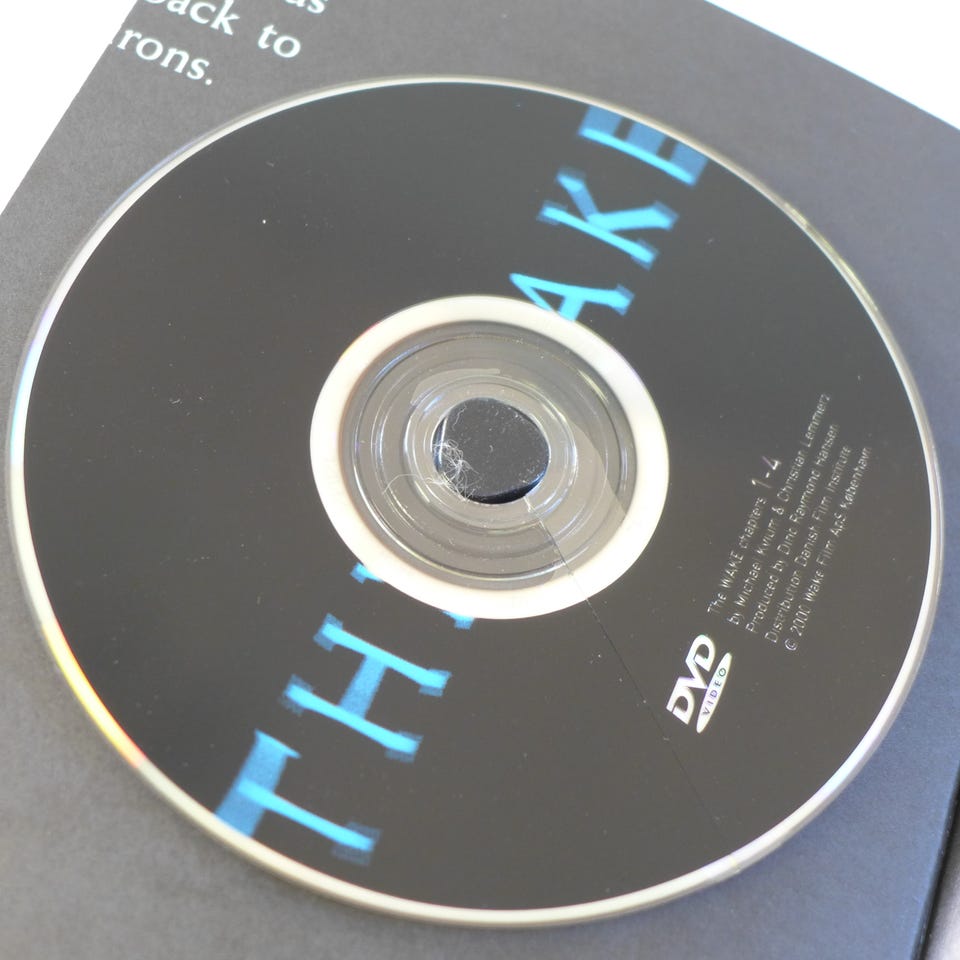 back to
rons.
TH AKE
The WAKE chapters 1-4
by Michael Kvium & Christian Lemmerz
Produced by Dino Raymond Hansen
Distribution Danish Film Institute
© 2000 Wake Film ApS København
DVD
VIDEO